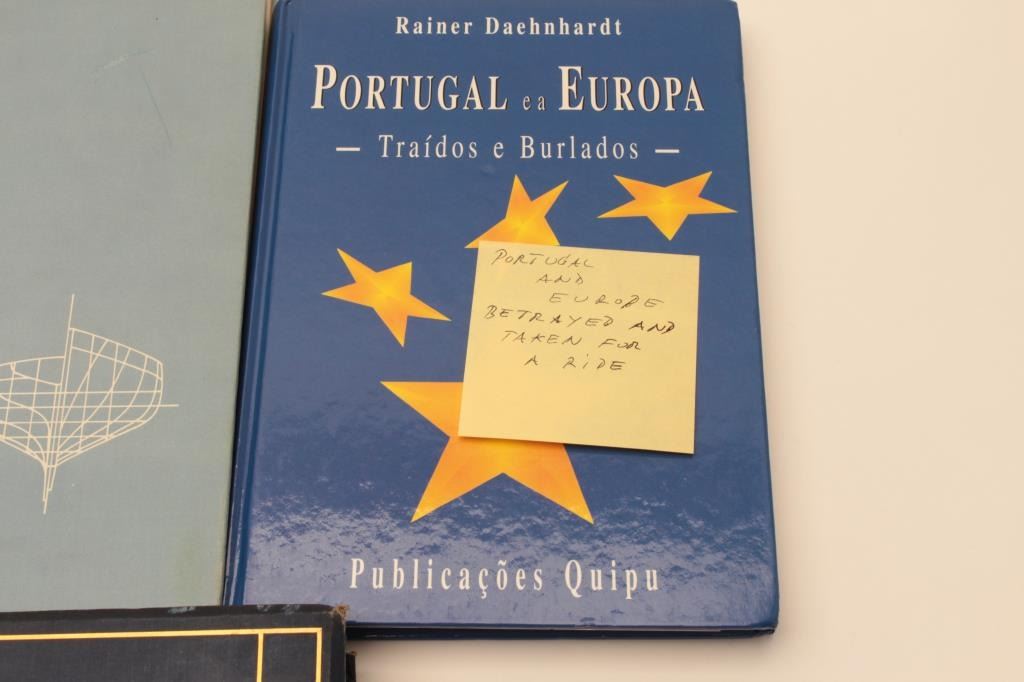 Rainer Daehnhardt
PORTUGAL e a EUROPA
— Traídos e Burlados —
PORTUGAL
AND
EUROPE
BETRAYED AND
TAKEN FOR
A RIDE
Publicações Quipu